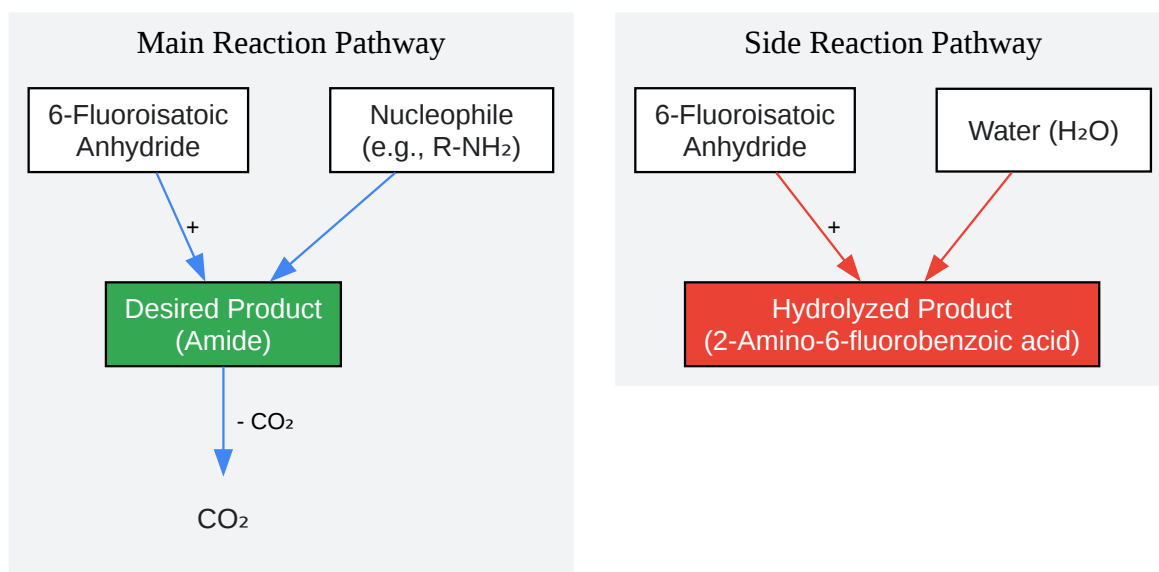 Main Reaction Pathway
6-Fluoroisatoic
Anhydride
Nucleophile
(e.g., R-NH₂)
+
Desired Product
(Amide)
- CO₂
CO₂
Side Reaction Pathway
6-Fluoroisatoic
Anhydride
Water (H₂O)
+
Hydrolyzed Product
(2-Amino-6-fluorobenzoic acid)